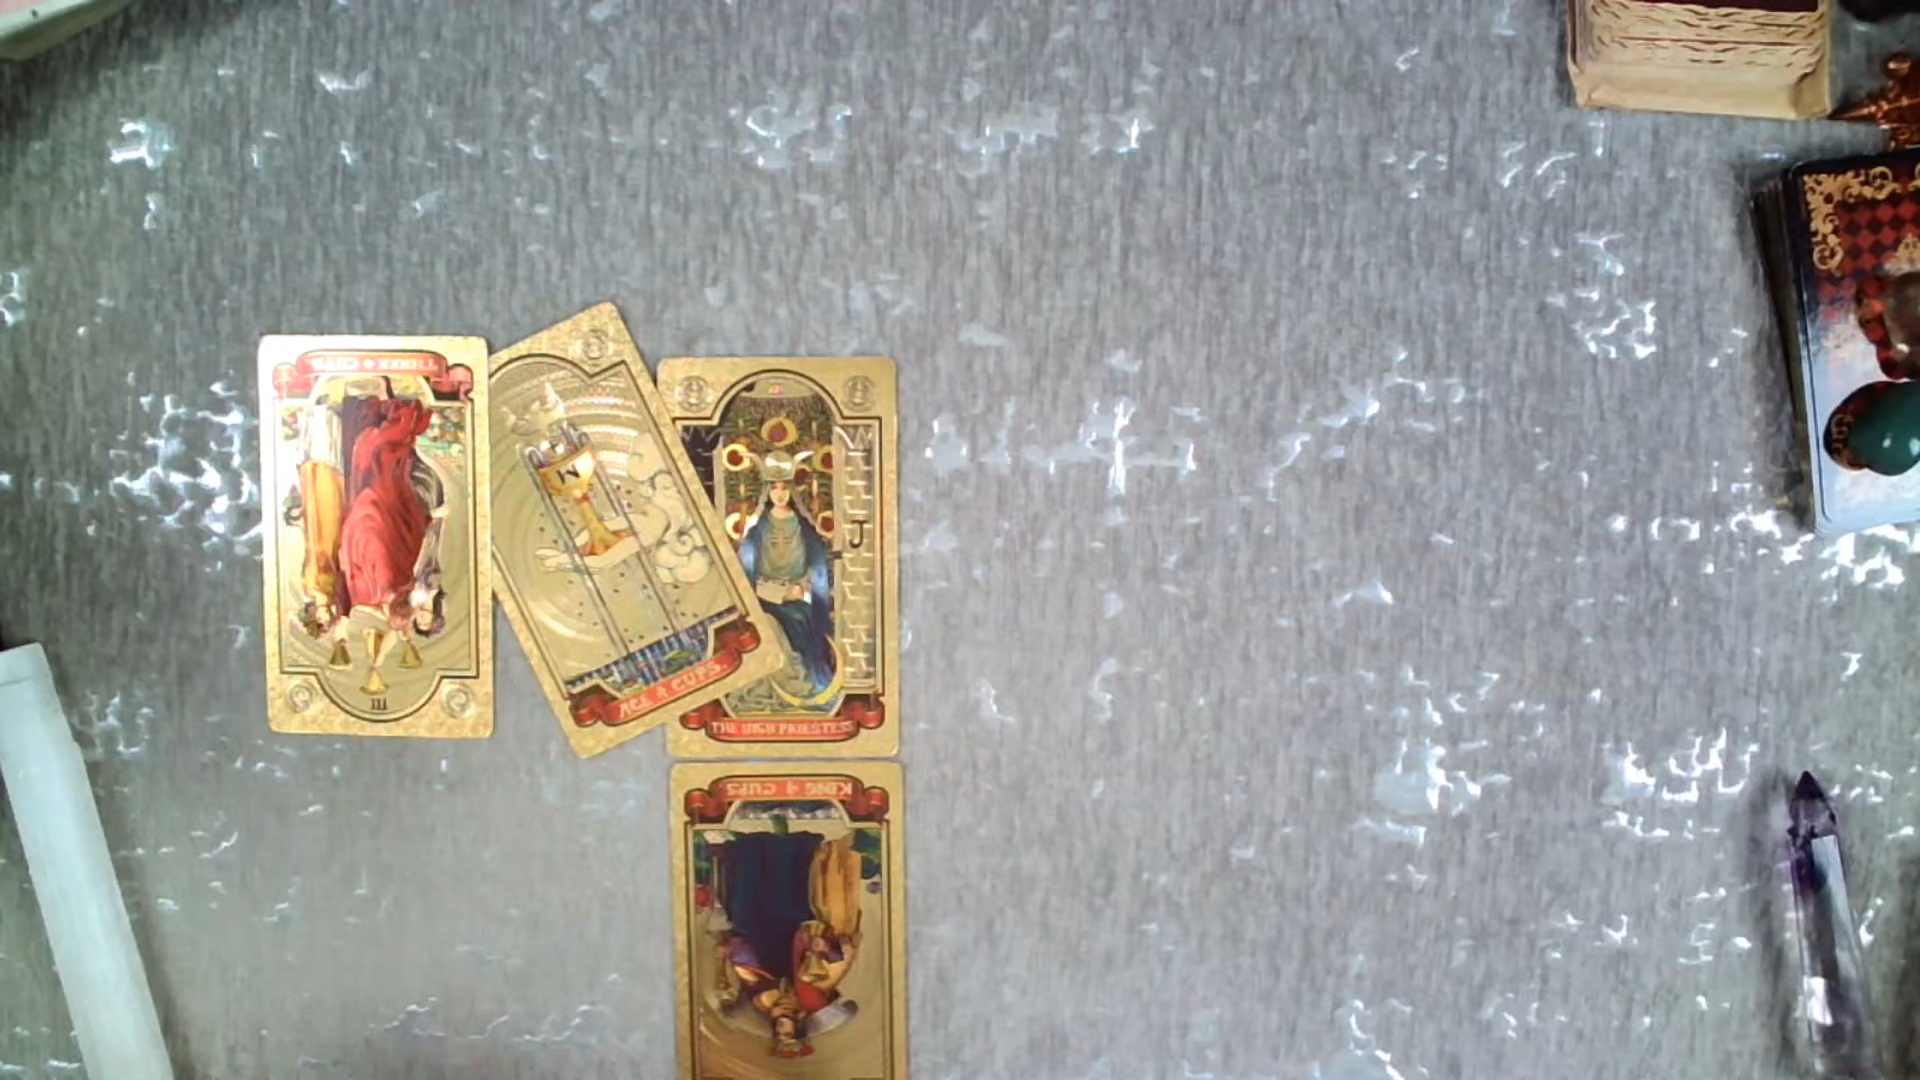 THREE of CUPS.
III
W
ACE of CUPS.
J
THE HIGH PRIESTESS
KING of CUPS